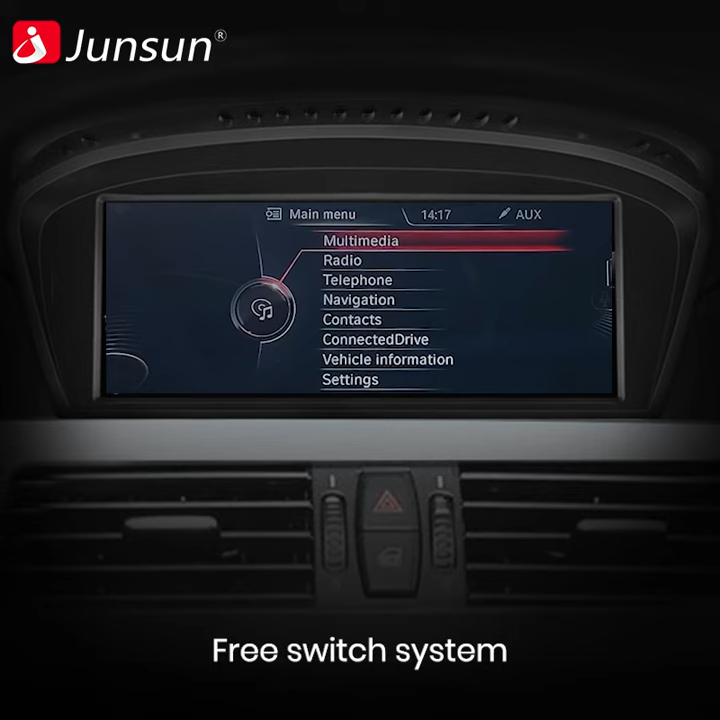 Junsun®
Main menu 14:17 AUX
Multimedia
Radio
Telephone
Navigation
Contacts
ConnectedDrive
Vehicle information
Settings
Free switch system